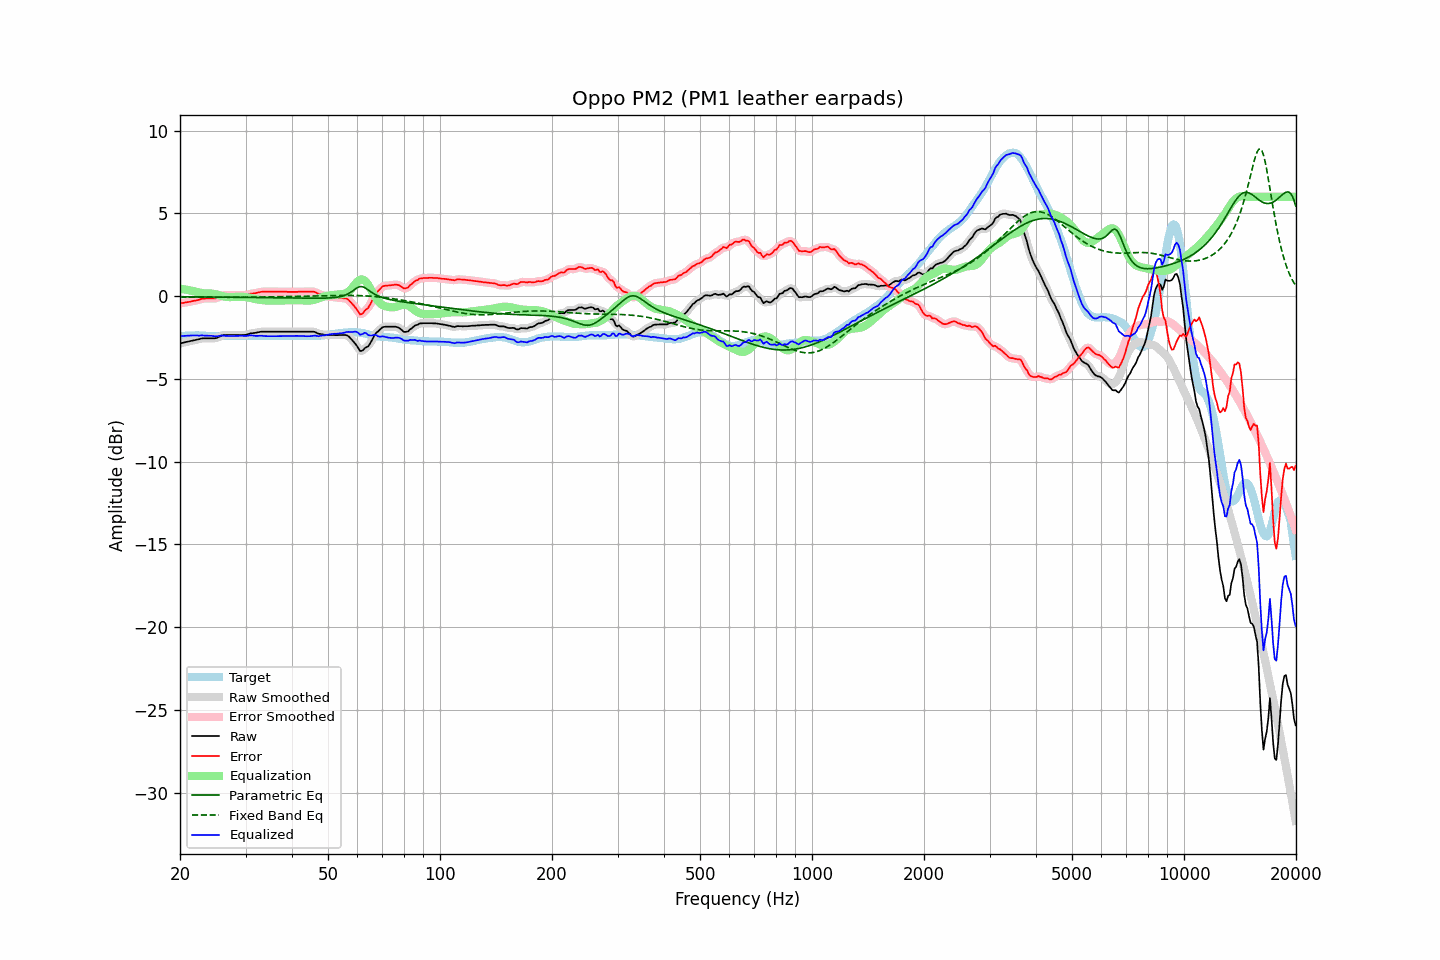 Oppo PM2 (PM1 leather earpads)
10
5
0
−5
−10
−15
−20
−25
−30
Amplitude (dBr)
Target
Raw Smoothed
Error Smoothed
Raw
Error
Equalization
Parametric Eq
Fixed Band Eq
Equalized
20 50 100 200 500 1000 2000 5000 10000 20000
Frequency (Hz)